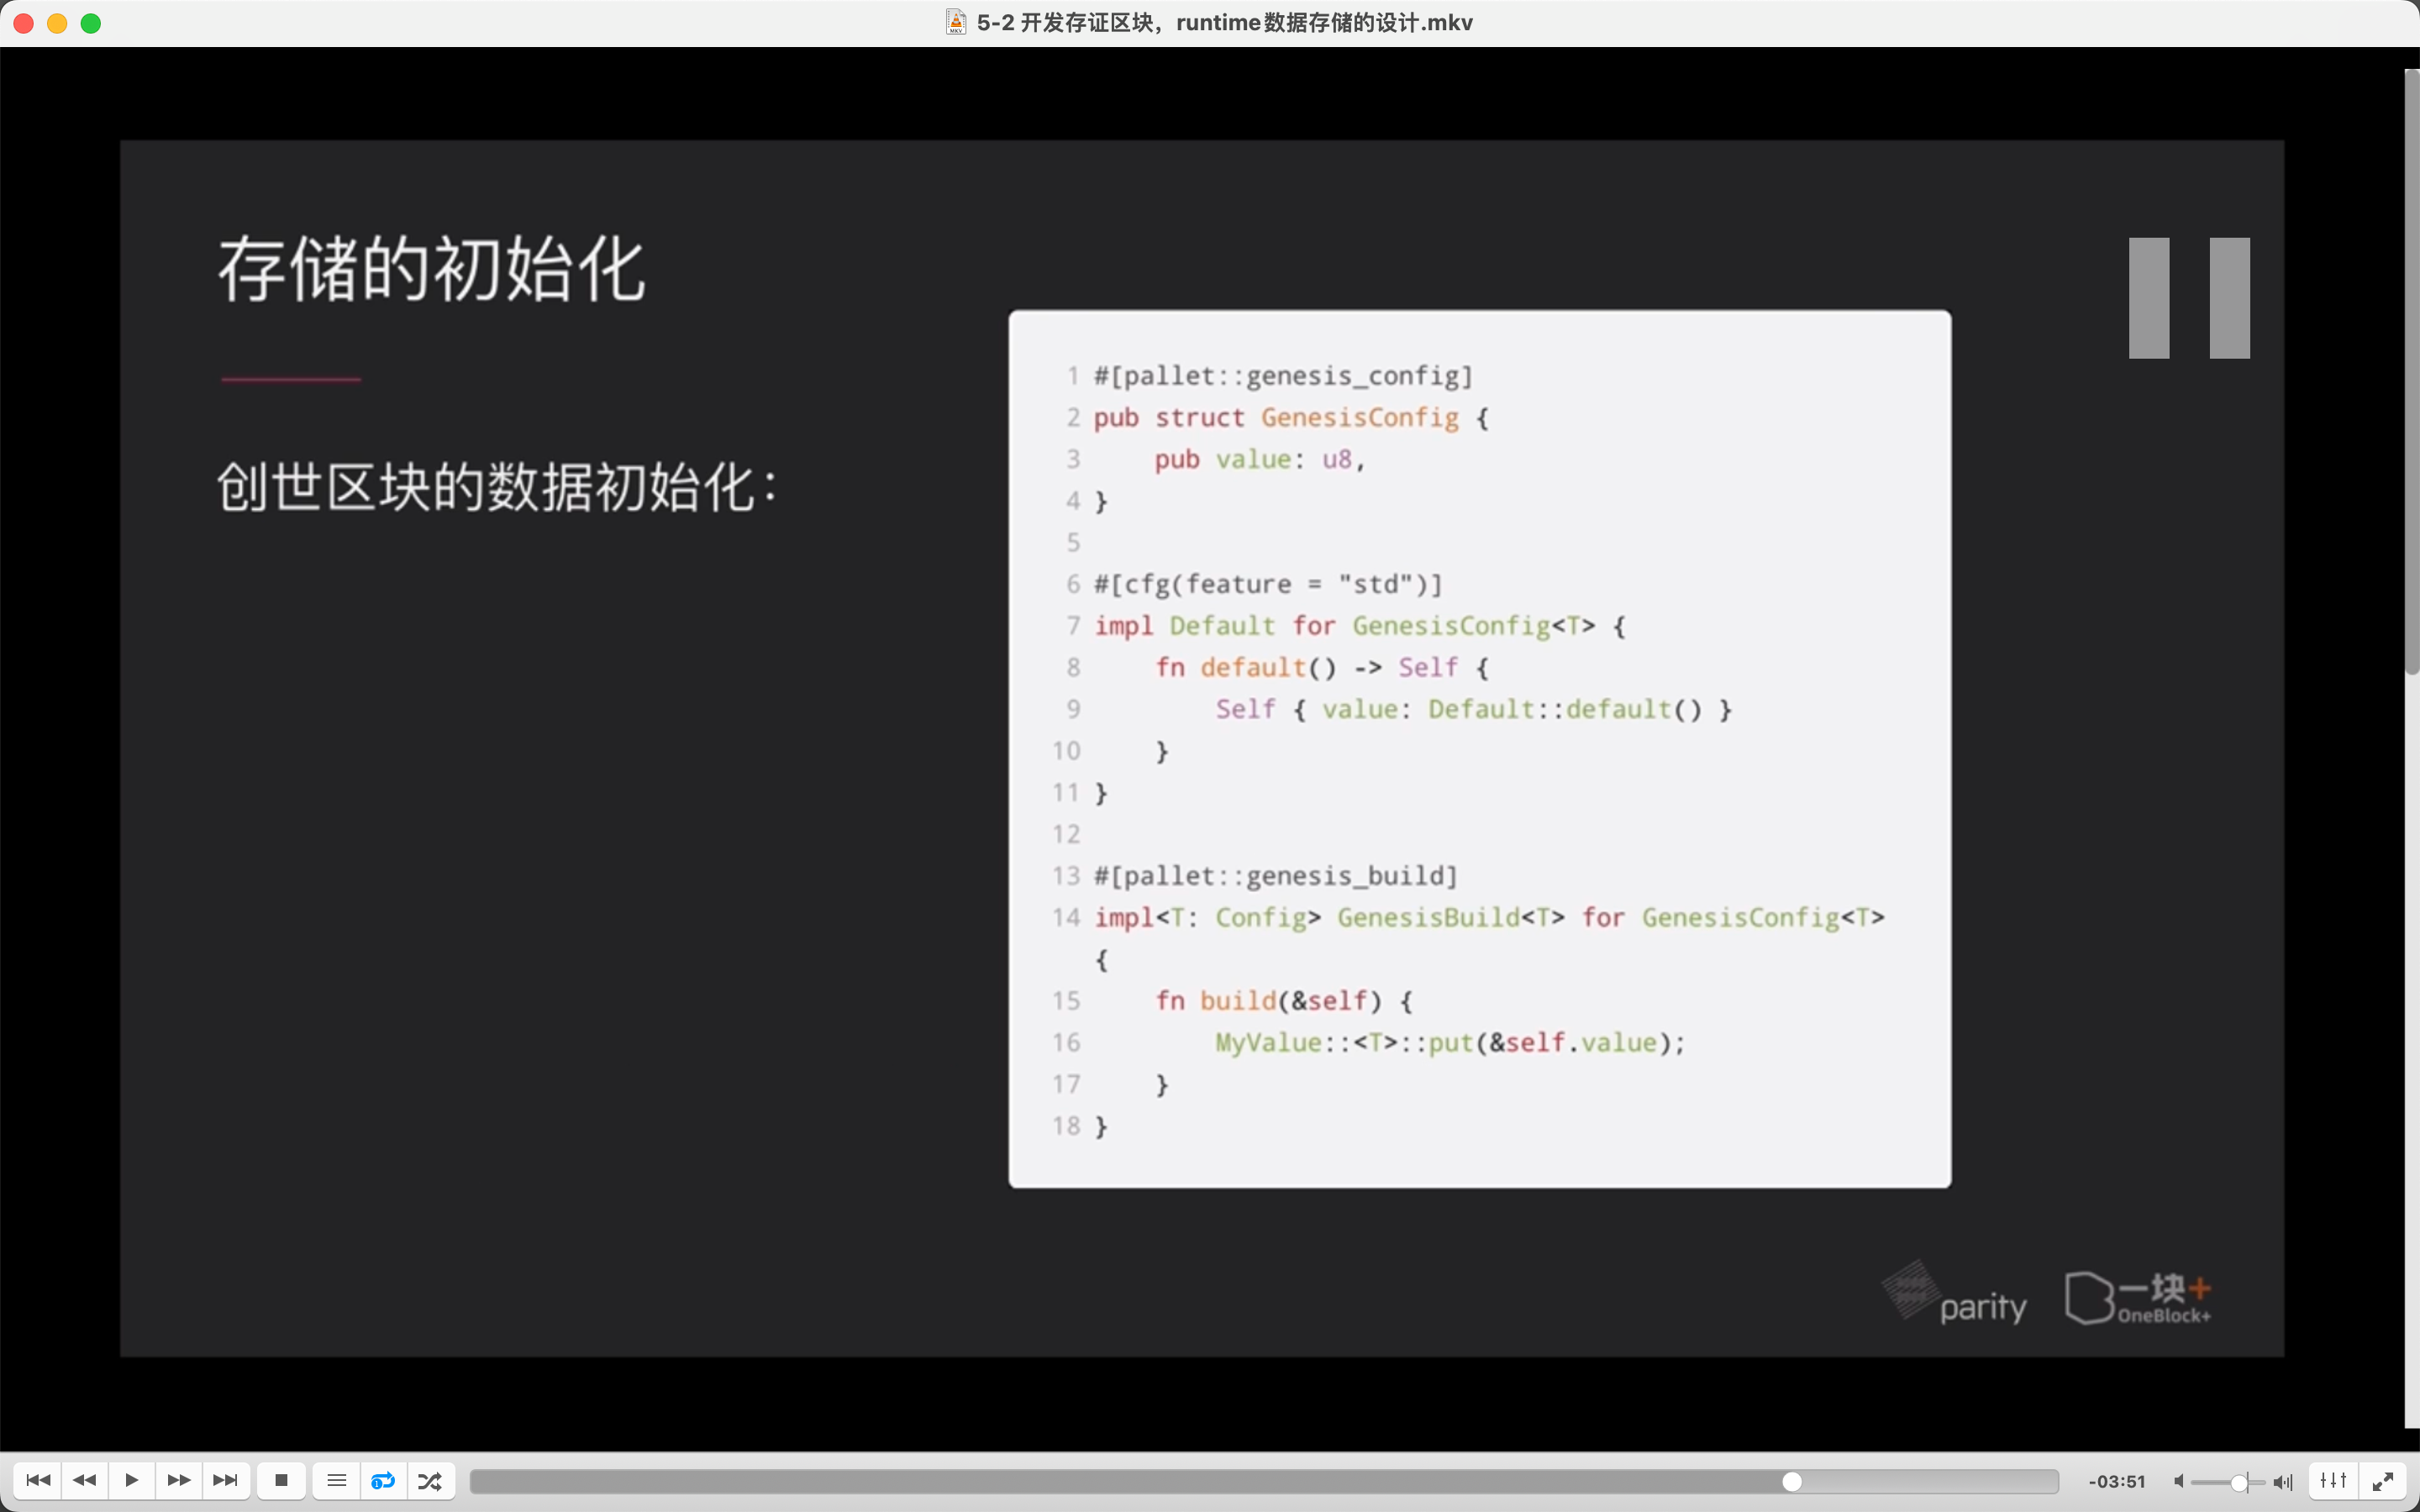 5-2 开发存证区块，runtime数据存储的设计.mkv
存储的初始化
创世区块的数据初始化：
1 #[pallet::genesis_config]
2 pub struct GenesisConfig {
3     pub value: u8,
4 }
5
6 #[cfg(feature = "std")]
7 impl Default for GenesisConfig<T> {
8     fn default() -> Self {
9         Self { value: Default::default() }
10     }
11 }
12
13 #[pallet::genesis_build]
14 impl<T: Config> GenesisBuild<T> for GenesisConfig<T>
{
15     fn build(&self) {
16         MyValue::<T>::put(&self.value);
17     }
18 }
parity
一块+
OneBlock+
-03:51